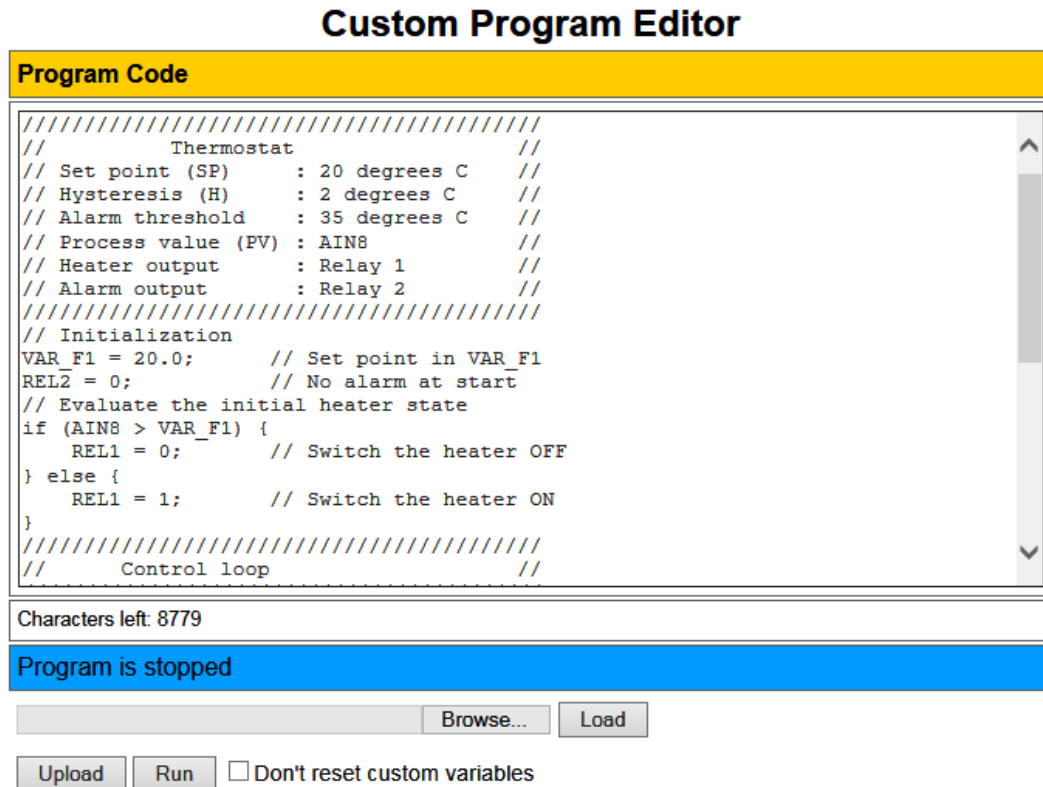 Custom Program Editor
Program Code
//////////////////////////////////////////
//          Thermostat                  //
// Set point (SP)     : 20 degrees C    //
// Hysteresis (H)     : 2 degrees C     //
// Alarm threshold    : 35 degrees C    //
// Process value (PV) : AIN8            //
// Heater output      : Relay 1         //
// Alarm output       : Relay 2         //
//////////////////////////////////////////
// Initialization
VAR_F1 = 20.0;      // Set point in VAR_F1
REL2 = 0;           // No alarm at start
// Evaluate the initial heater state
if (AIN8 > VAR_F1) {
    REL1 = 0;       // Switch the heater OFF
} else {
    REL1 = 1;       // Switch the heater ON
}
//////////////////////////////////////////
//      Control loop                    //
Characters left: 8779
Program is stopped
Browse... Load
Upload Run Don't reset custom variables